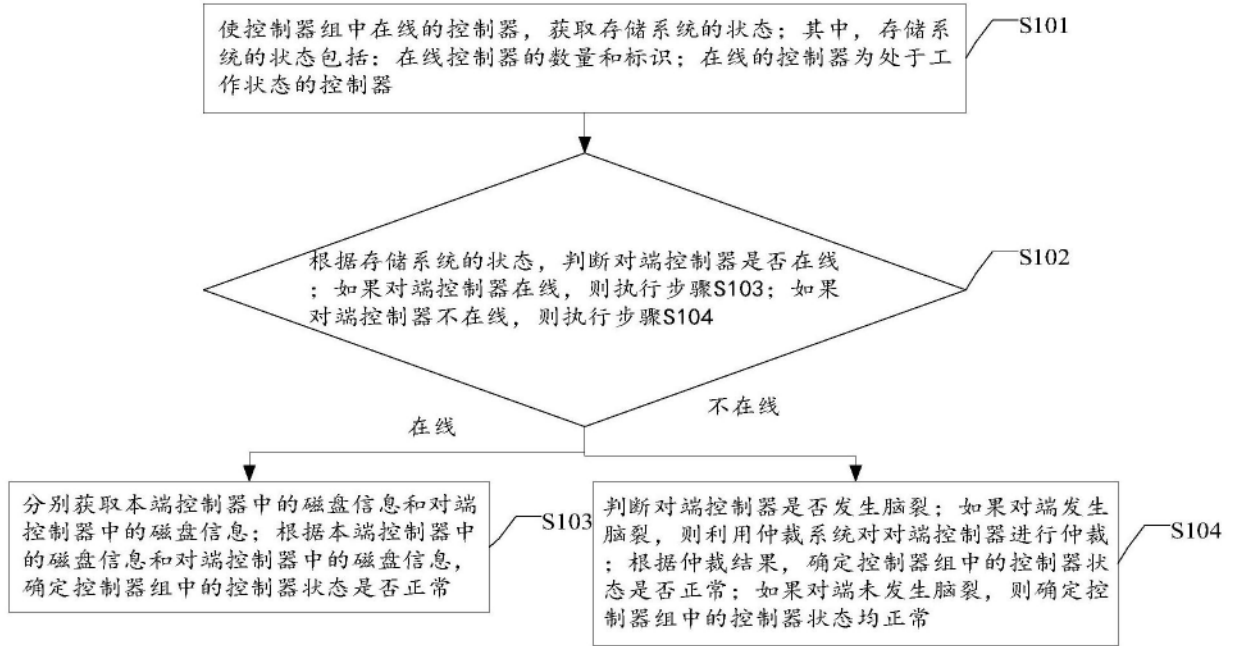 使控制器组中在线的控制器，获取存储系统的状态；其中，存储系
统的状态包括：在线控制器的数量和标识；在线的控制器为处于工
作状态的控制器
S101
根据存储系统的状态，判断对端控制器是否在线
；如果对端控制器在线，则执行步骤S103；如果
对端控制器不在线，则执行步骤S104
S102
在线
不在线
分别获取本端控制器中的磁盘信息和对端
控制器中的磁盘信息；根据本端控制器中
的磁盘信息和对端控制器中的磁盘信息，
确定控制器组中的控制器状态是否正常
S103
判断对端控制器是否发生脑裂；如果对端发生
脑裂，则利用仲裁系统对对端控制器进行仲裁
；根据仲裁结果，确定控制器组中的控制器状
态是否正常；如果对端未发生脑裂，则确定控
制器组中的控制器状态均正常
S104